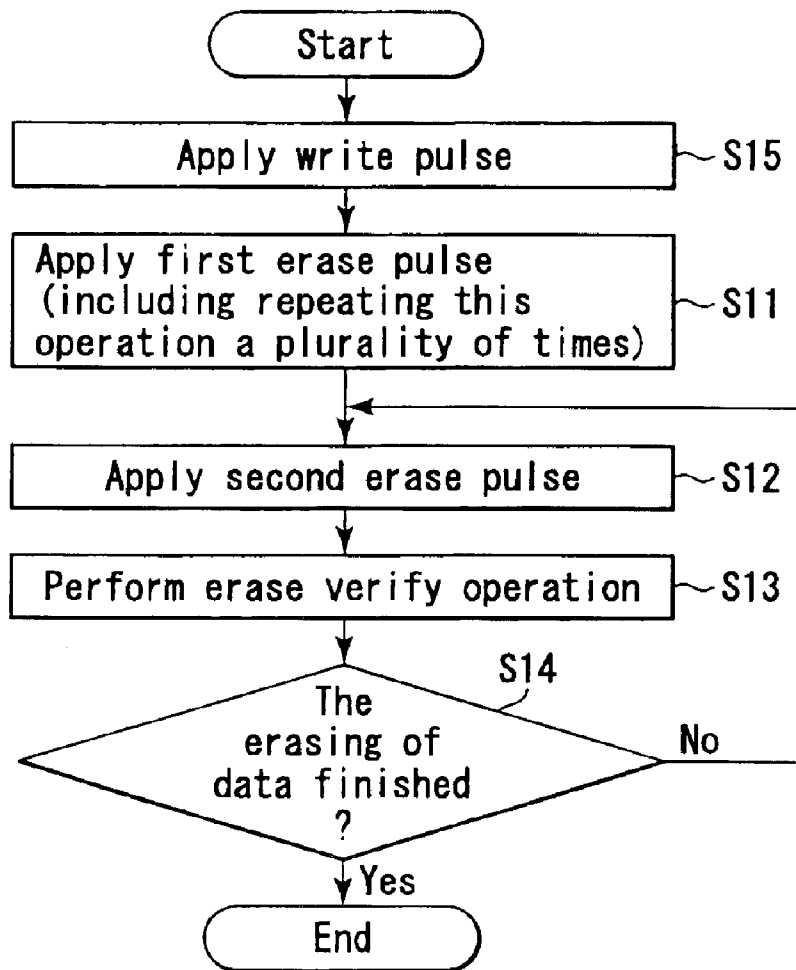 Start
Apply write pulse
S15
Apply first erase pulse
(including repeating this
operation a plurality of times)
S11
Apply second erase pulse
S12
Perform erase verify operation
S13
S14
The
erasing of
data finished
?
No
Yes
End